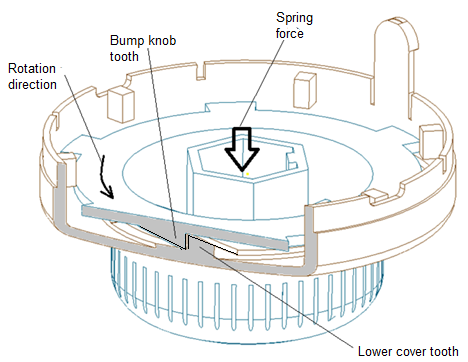 Spring
force
Bump knob
tooth
Rotation
direction
Lower cover tooth